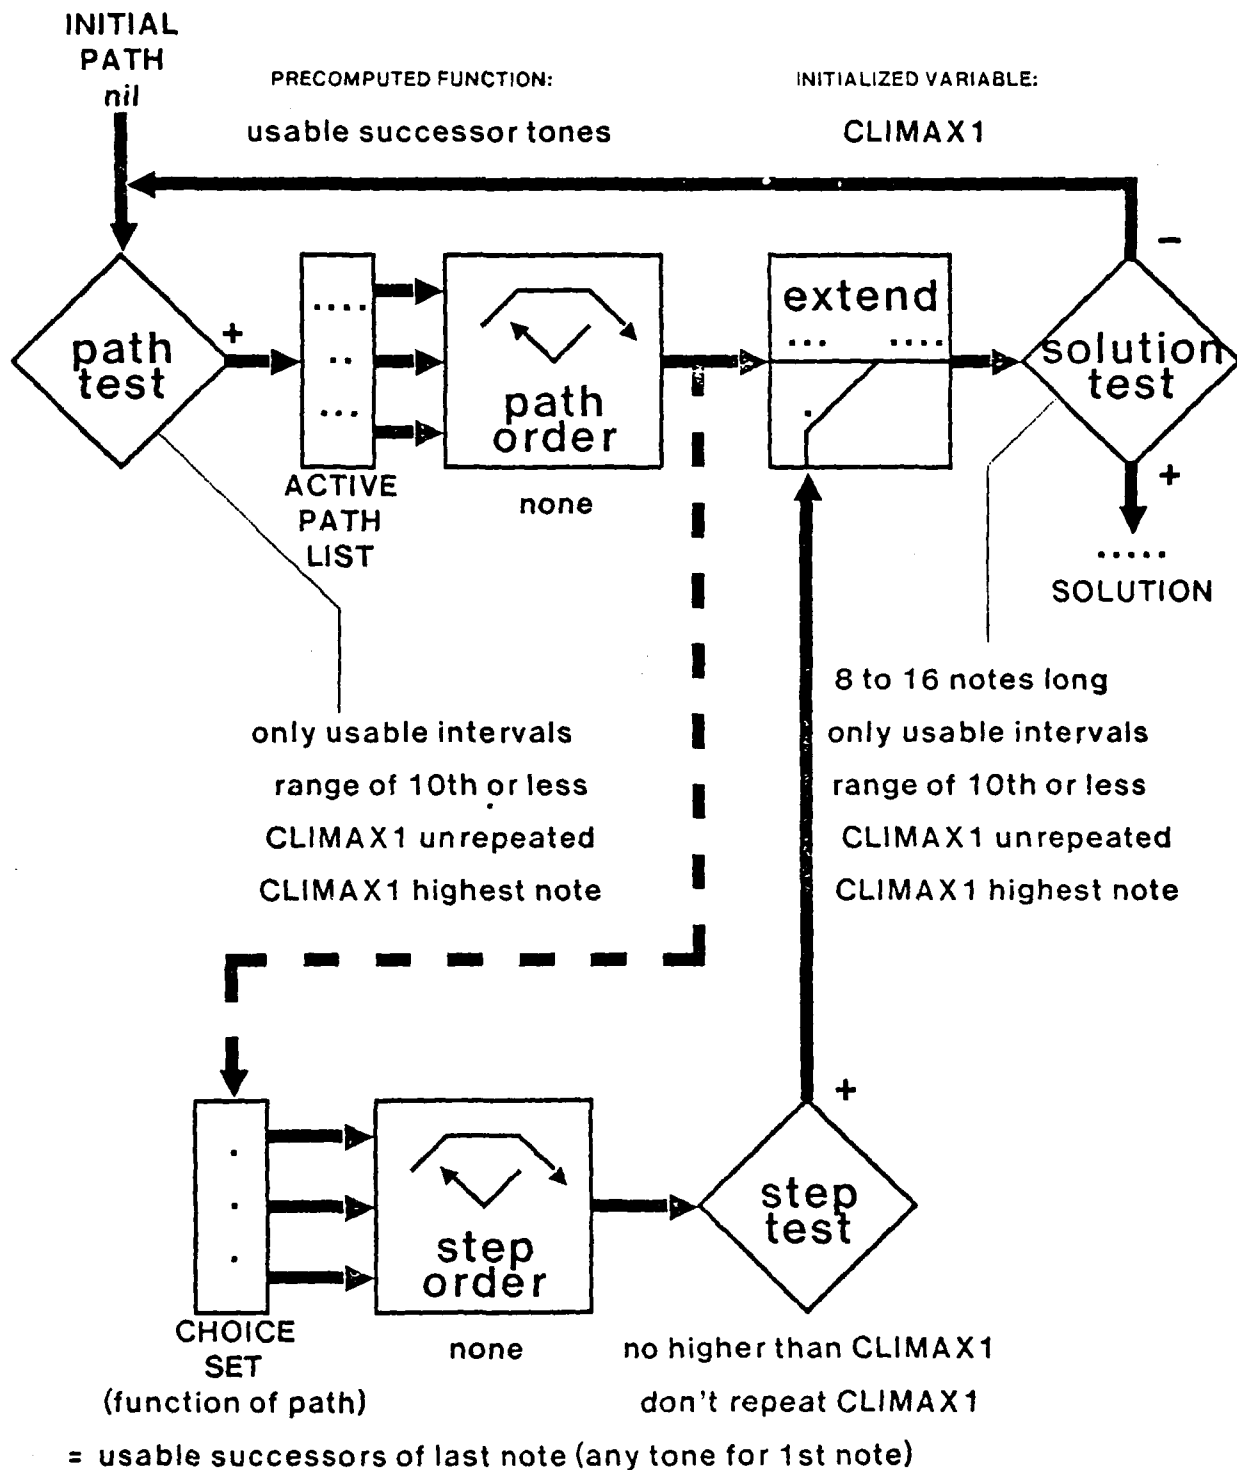 INITIAL
PATH
nil
PRECOMPUTED FUNCTION:
usable successor tones
INITIALIZED VARIABLE:
CLIMAX1
path
test
+
ACTIVE
PATH
LIST
path
order
none
extend
solution
test
−
+
SOLUTION
only usable intervals
range of 10th or less
CLIMAX1 unrepeated
CLIMAX1 highest note
8 to 16 notes long
only usable intervals
range of 10th or less
CLIMAX1 unrepeated
CLIMAX1 highest note
CHOICE
SET
(function of path)
= usable successors of last note (any tone for 1st note)
step
order
none
+
step
test
no higher than CLIMAX1
don't repeat CLIMAX1